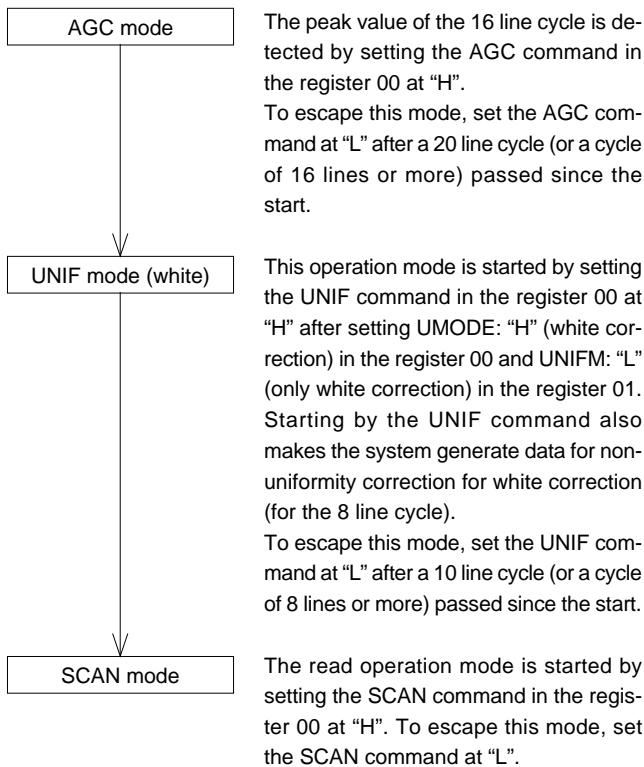 AGC mode
The peak value of the 16 line cycle is de-
tected by setting the AGC command in
the register 00 at “H”.
To escape this mode, set the AGC com-
mand at “L” after a 20 line cycle (or a cycle
of 16 lines or more) passed since the
start.
UNIF mode (white)
This operation mode is started by setting
the UNIF command in the register 00 at
“H” after setting UMODE: “H” (white cor-
rection) in the register 00 and UNIFM: “L”
(only white correction) in the register 01.
Starting by the UNIF command also
makes the system generate data for non-
uniformity correction for white correction
(for the 8 line cycle).
To escape this mode, set the UNIF com-
mand at “L” after a 10 line cycle (or a cycle
of 8 lines or more) passed since the start.
SCAN mode
The read operation mode is started by
setting the SCAN command in the regis-
ter 00 at “H”. To escape this mode, set
the SCAN command at “L”.